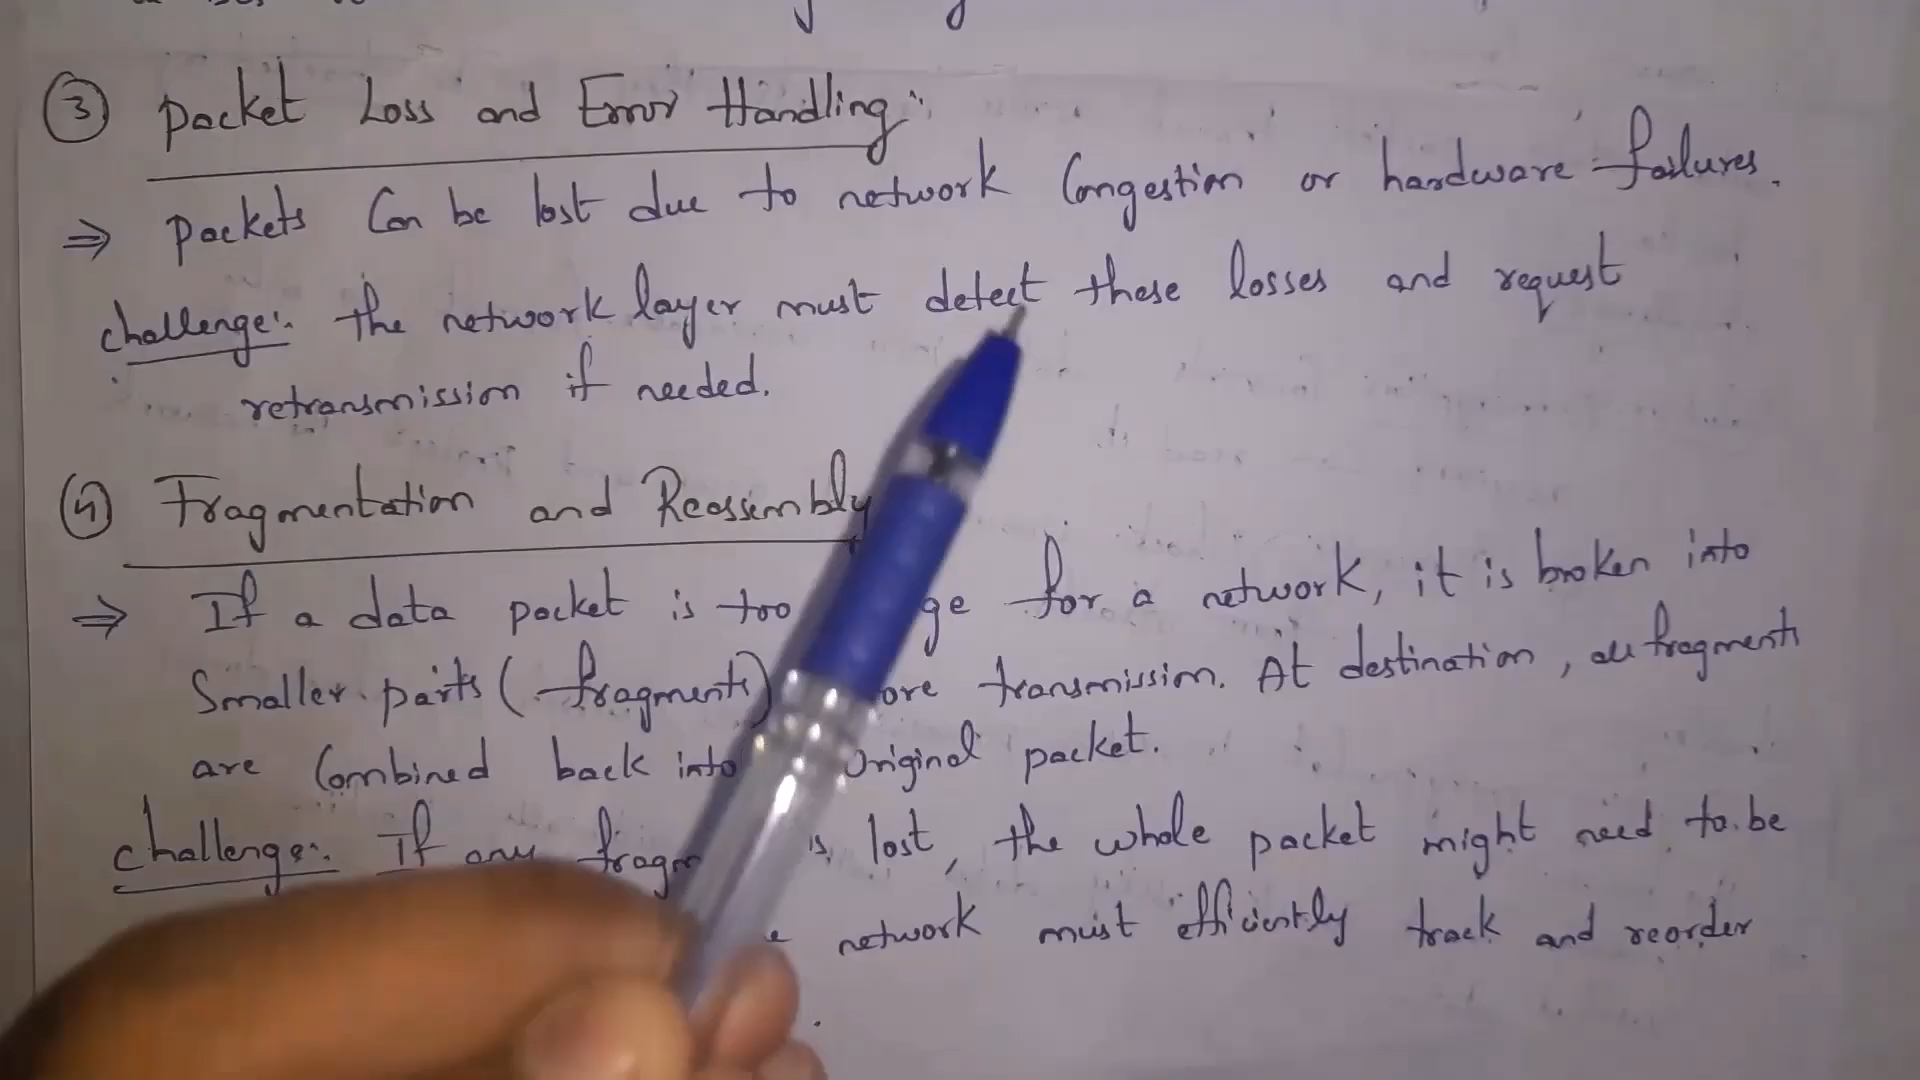 ③ Packet Loss and Error Handling:
⇒ Packets Can be lost due to network Congestion or hardware failures.
challenge:- the network layer must detect these losses and request
retransmission if needed.
④ Fragmentation and Reassembly
⇒ If a data packet is too ge for a network, it is broken into
Smaller parts (fragments) ore transmission. At destination, all fragments
are Combined back into Original packet.
challenge:- If any fragm is lost, the whole packet might need to be
network must efficiently track and reorder